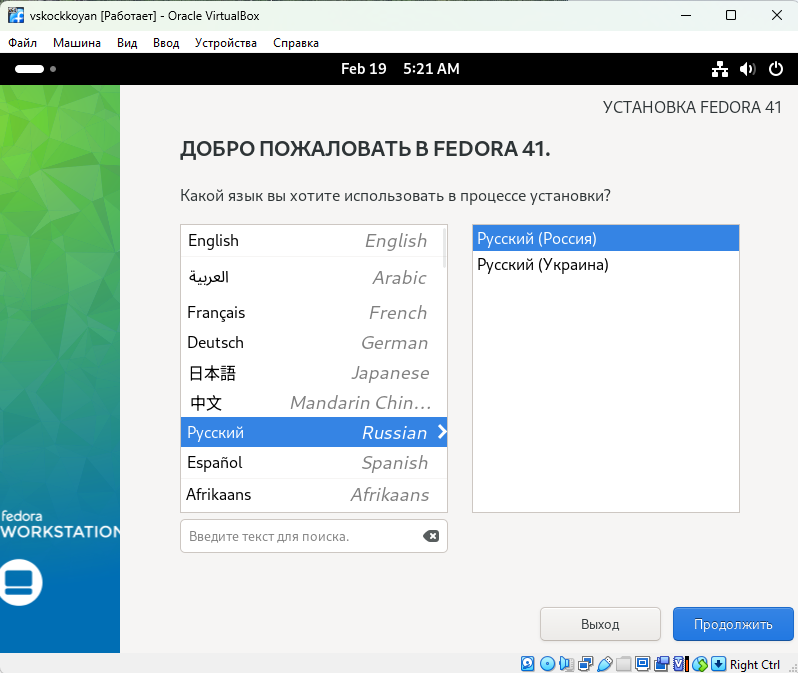 vskockkoyan [Работает] - Oracle VirtualBox
Файл Машина Вид Ввод Устройства Справка
Feb 19 5:21 AM
УСТАНОВКА FEDORA 41
ДОБРО ПОЖАЛОВАТЬ В FEDORA 41.
Какой язык вы хотите использовать в процессе установки?
English English
العربية Arabic
Français French
Deutsch German
日本語 Japanese
中文 Mandarin Chin…
Русский Russian
Español Spanish
Afrikaans Afrikaans
Русский (Россия)
Русский (Украина)
Введите текст для поиска.
fedora
WORKSTATION
Выход Продолжить
Right Ctrl